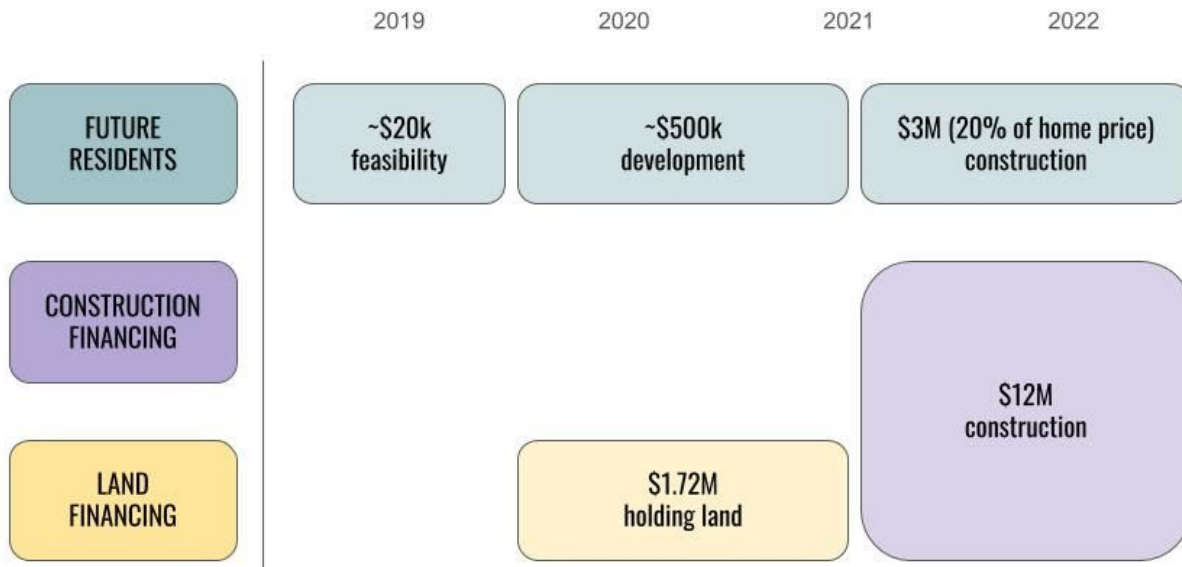 2019 2020 2021 2022
FUTURE
RESIDENTS
~$20k
feasibility
~$500k
development
$3M (20% of home price)
construction
CONSTRUCTION
FINANCING
$12M
construction
LAND
FINANCING
$1.72M
holding land